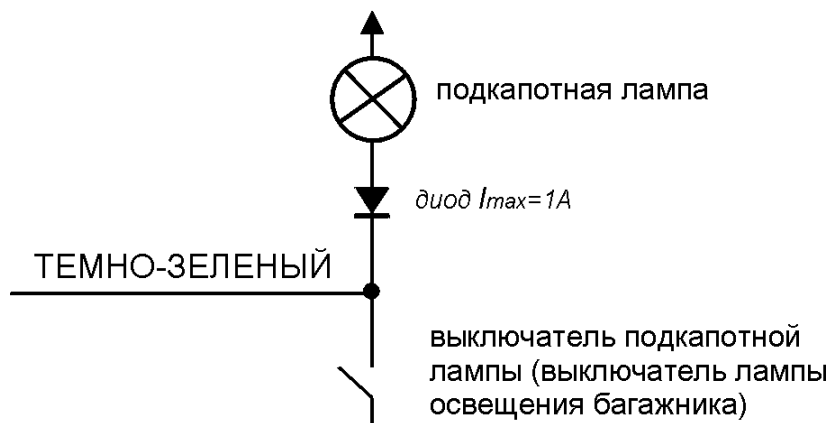 подкапотная лампа
диод Imax=1A
ТЕМНО-ЗЕЛЕНЫЙ
выключатель подкапотной
лампы (выключатель лампы
освещения багажника)